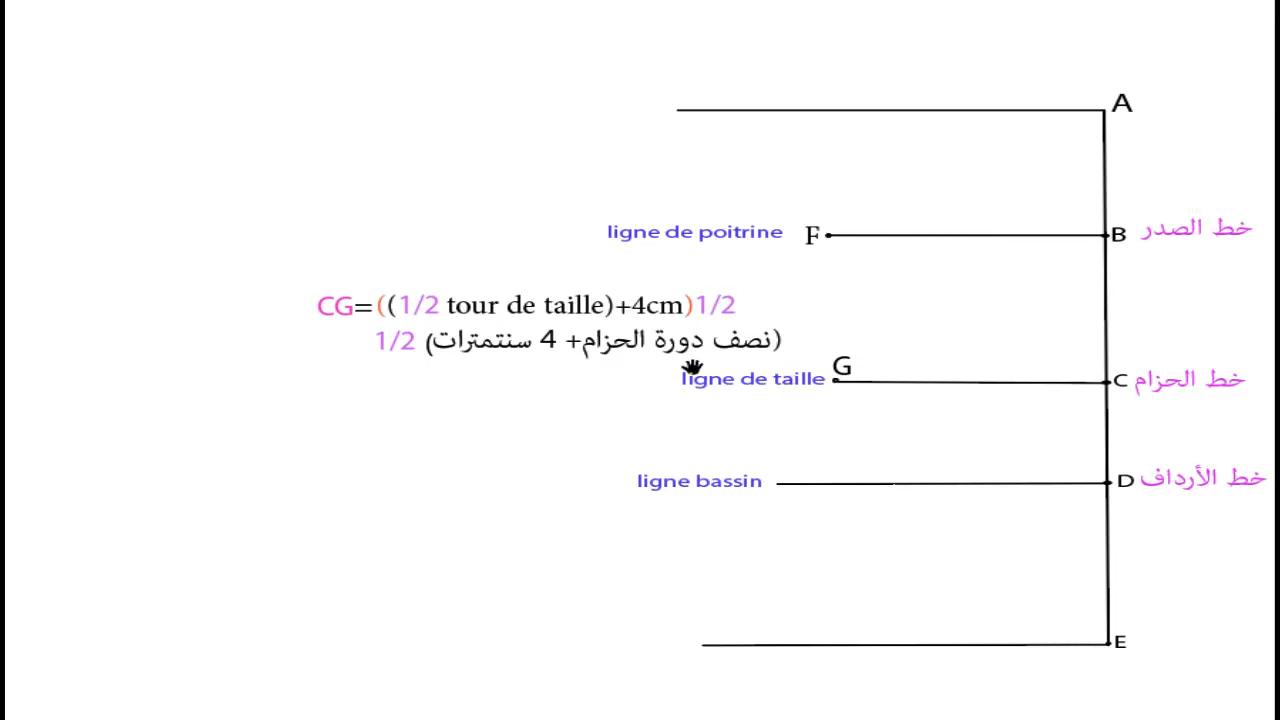 A
ligne de poitrine F B خط الصدر
CG=((1/2 tour de taille)+4cm)1/2
(نصف دورة الحزام+ 4 سنتمترات) 1/2
G
ligne de taille C خط الحزام
ligne bassin D خط الأرداف
E